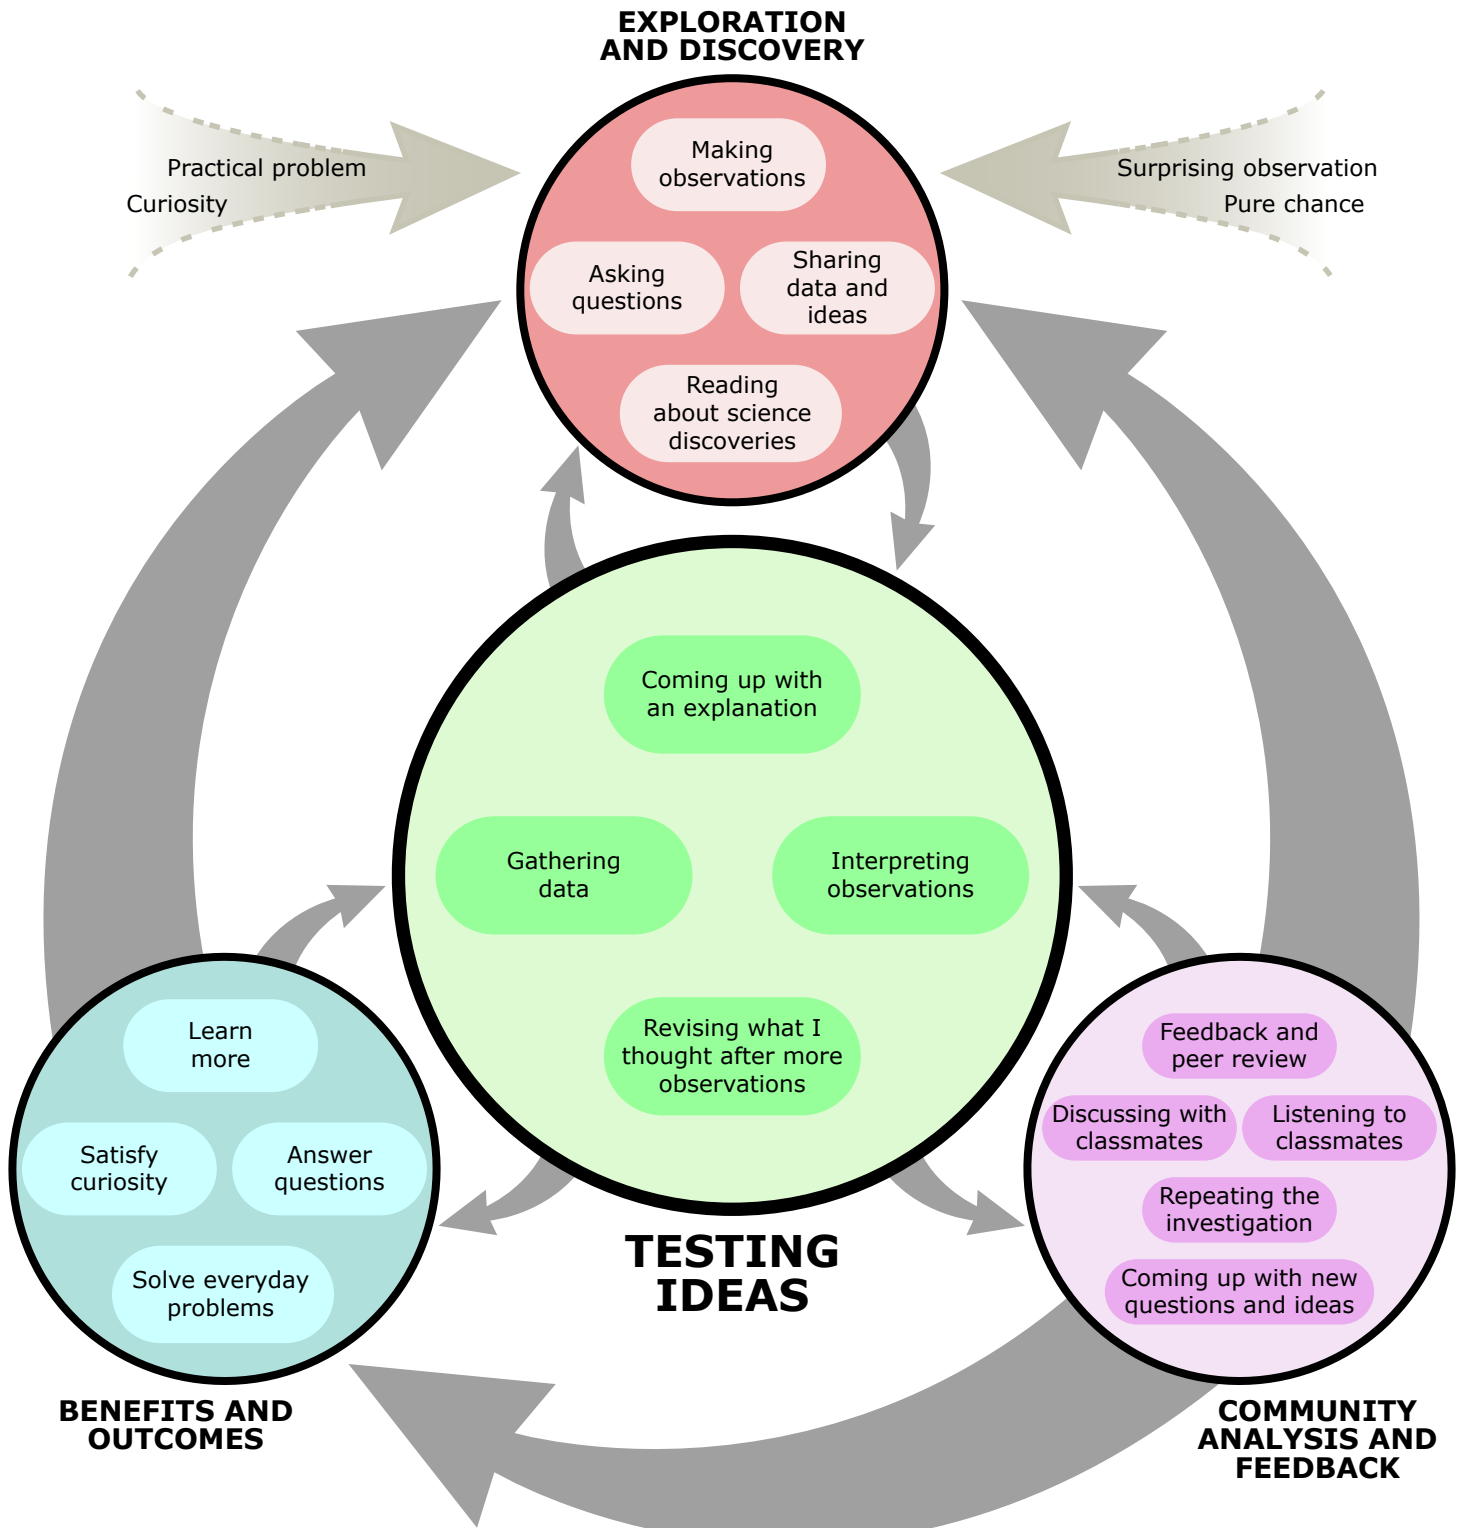 EXPLORATION
AND DISCOVERY
Practical problem
Curiosity
Surprising observation
Pure chance
Making
observations
Asking
questions
Sharing
data and
ideas
Reading
about science
discoveries
Coming up with
an explanation
Gathering
data
Interpreting
observations
Revising what I
thought after more
observations
TESTING
IDEAS
Learn
more
Satisfy
curiosity
Answer
questions
Solve everyday
problems
BENEFITS AND
OUTCOMES
Feedback and
peer review
Discussing with
classmates
Listening to
classmates
Repeating the
investigation
Coming up with new
questions and ideas
COMMUNITY
ANALYSIS AND
FEEDBACK